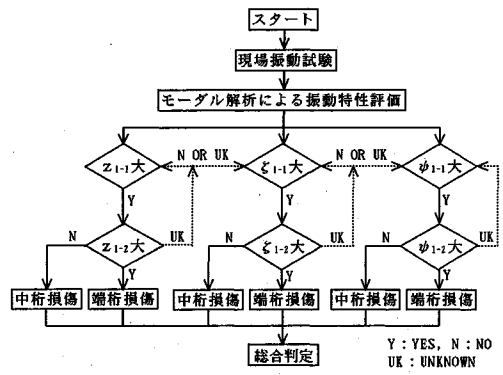 スタート
現場振動試験
モーダル解析による振動特性評価
z₁₋₁大
N OR UK
ζ₁₋₁大
N OR UK
ψ₁₋₁大
Y
Y
Y
N
z₁₋₂大
UK
N
ζ₁₋₂大
UK
N
ψ₁₋₂大
UK
Y
Y
Y
中桁損傷
端桁損傷
中桁損傷
端桁損傷
中桁損傷
端桁損傷
総合判定
Y : YES, N : NO
UK : UNKNOWN